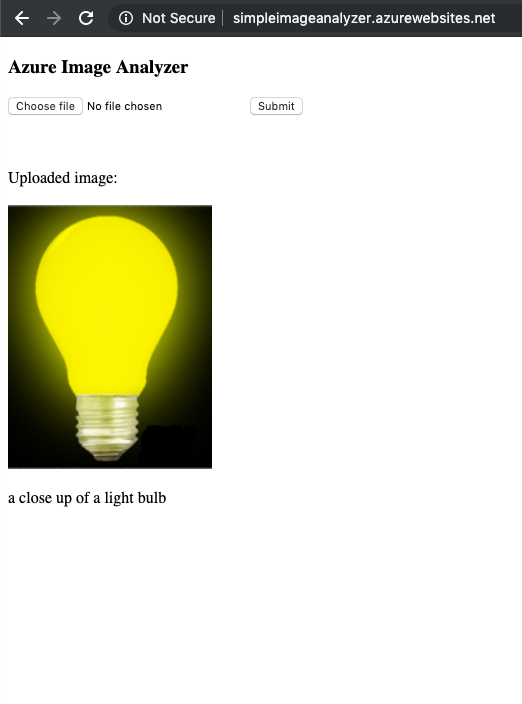 Not Secure simpleimageanalyzer.azurewebsites.net
Azure Image Analyzer
Choose file No file chosen Submit
Uploaded image:
a close up of a light bulb